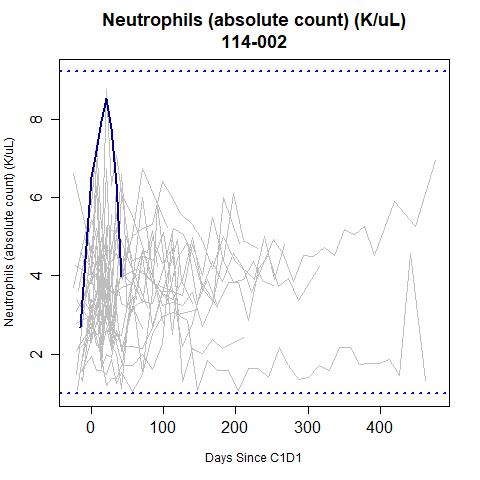 Neutrophils (absolute count) (K/uL)
114-002
Neutrophils (absolute count) (K/uL)
8
6
4
2
0 100 200 300 400
Days Since C1D1